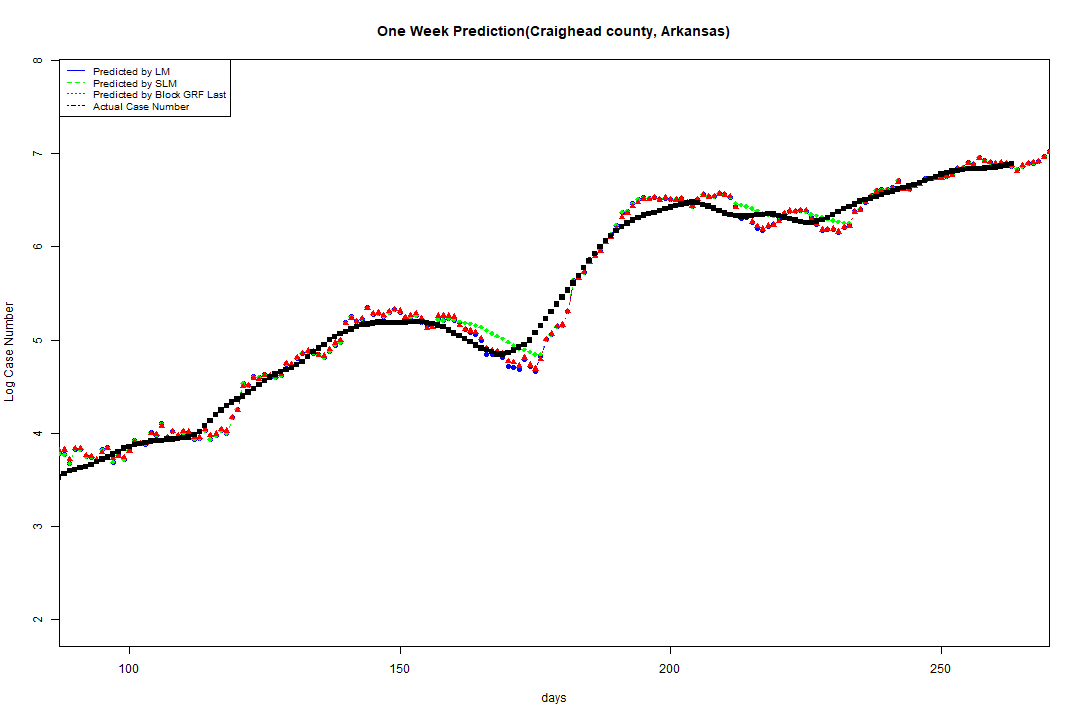 One Week Prediction(Craighead county, Arkansas)
Predicted by LM
Predicted by SLM
Predicted by Block GRF Last
Actual Case Number
Log Case Number
8
7
6
5
4
3
2
100 150 200 250
days